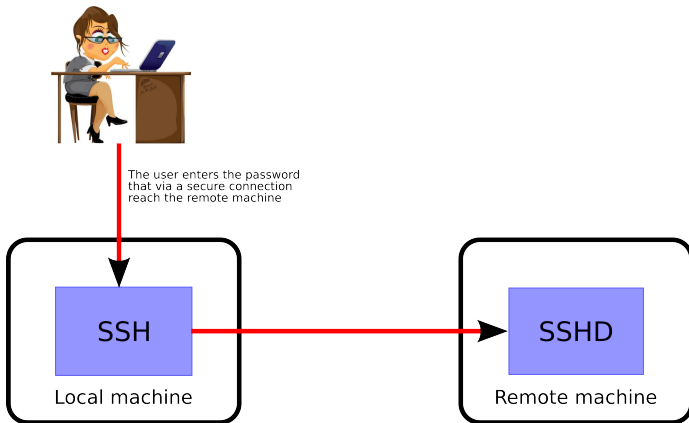 The user enters the password
that via a secure connection
reach the remote machine
SSH
SSHD
Local machine
Remote machine